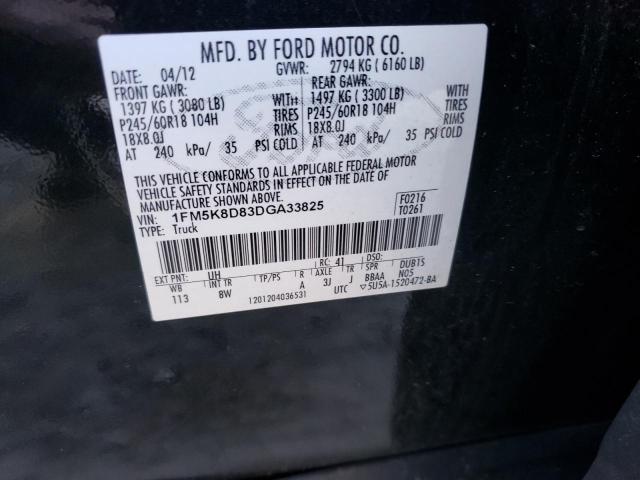 MFD. BY FORD MOTOR CO.
DATE: 04/12 GVWR: 2794 KG ( 6160 LB)
FRONT GAWR: REAR GAWR:
1397 KG ( 3080 LB) WITH 1497 KG ( 3300 LB) WITH
P245/60R18 104H TIRES P245/60R18 104H TIRES
18X8.0J RIMS 18X8.0J RIMS
AT 240 kPa/ 35 PSI COLD AT 240 kPa/ 35 PSI COLD
THIS VEHICLE CONFORMS TO ALL APPLICABLE FEDERAL MOTOR
VEHICLE SAFETY STANDARDS IN EFFECT ON THE DATE OF
MANUFACTURE SHOWN ABOVE.
VIN: 1FM5K8D83DGA33825 F0216
TYPE: Truck T0261
EXT PNT: UH RC: 41 DSO:
WB INT TR TP/PS R AXLE TR SPR DUBTS
113 BW A 3J J BBAA N05
1201204036531 UTC ▽5U5A-1520472-BA